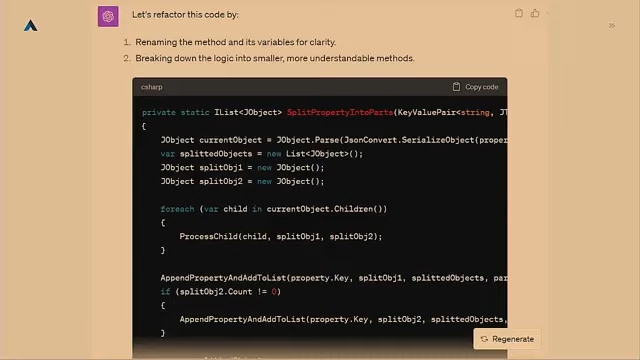 Let's refactor this code by:
35
1. Renaming the method and its variables for clarity.
2. Breaking down the logic into smaller, more understandable methods.
csharp
Copy code
private static IList<JObject> SplitPropertyIntoParts(KeyValuePair<string, JT
{
JObject currentObject = JObject.Parse(JsonConvert.SerializeObject(proper
var splittedObjects = new List<JObject>();
JObject splitObj1 = new JObject();
JObject splitObj2 = new JObject();
foreach (var child in currentObject.Children())
{
ProcessChild(child, splitObj1, splitObj2);
}
AppendPropertyAndAddToList(property.Key, splitObj1, splittedObjects, par
if (splitObj2.Count != 0)
{
AppendPropertyAndAddToList(property.Key, splitObj2, splittedObjects,
}
Regenerate